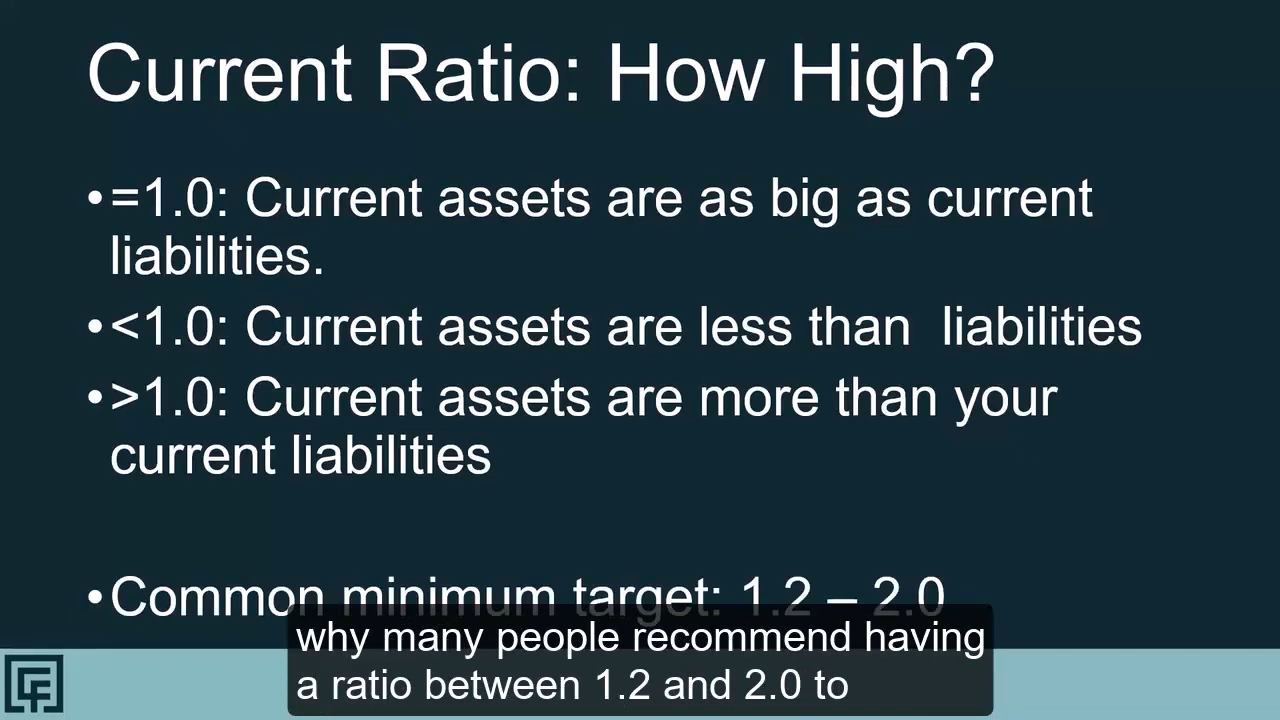 Current Ratio: How High?
•=1.0: Current assets are as big as current
liabilities.
•<1.0: Current assets are less than  liabilities
•>1.0: Current assets are more than your
current liabilities
•Common minimum target: 1.2 – 2.0
why many people recommend having
a ratio between 1.2 and 2.0 to